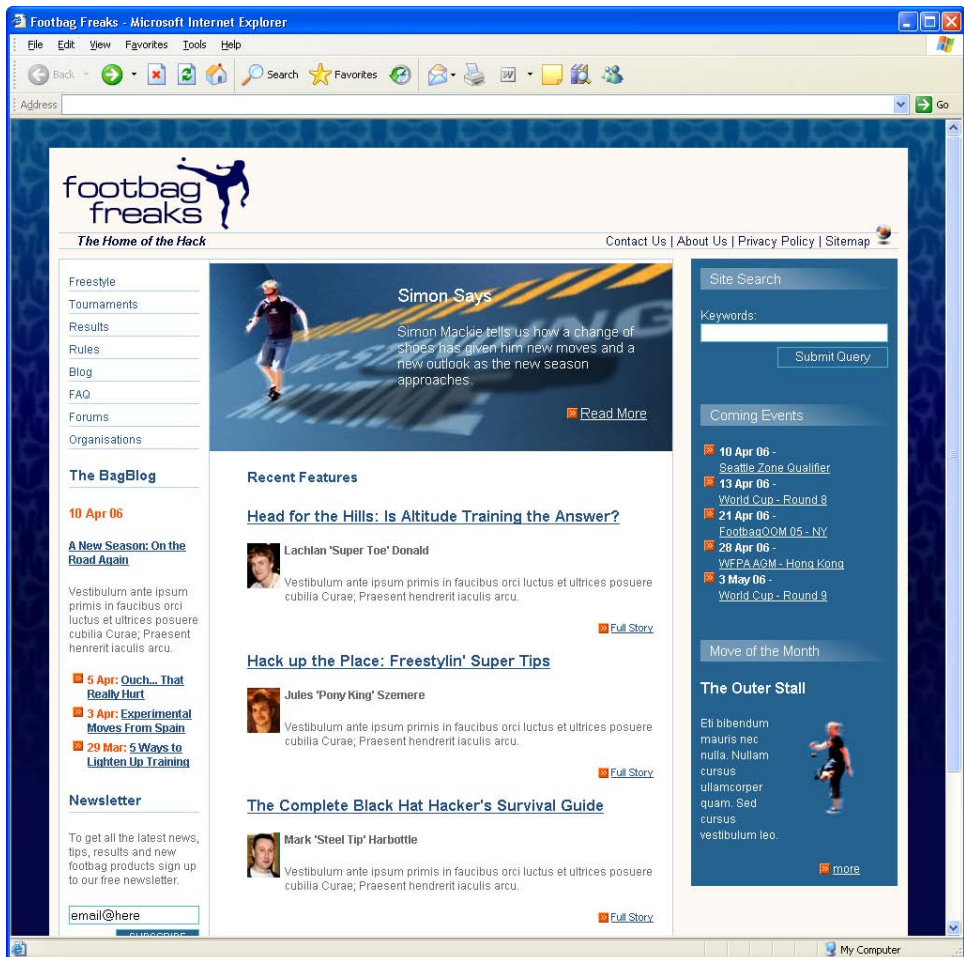 Footbag Freaks - Microsoft Internet Explorer
File Edit View Favorites Tools Help
Back Search Favorites
Address Go
footbag
freaks
The Home of the Hack
Contact Us | About Us | Privacy Policy | Sitemap
Freestyle
Tournaments
Results
Rules
Blog
FAQ
Forums
Organisations
The BagBlog
10 Apr 06
A New Season: On the
Road Again
Vestibulum ante ipsum
primis in faucibus orci
luctus et ultrices posuere
cubilia Curae; Praesent
henrerit iaculis arcu.
5 Apr: Ouch... That
Really Hurt
3 Apr: Experimental
Moves From Spain
29 Mar: 5 Ways to
Lighten Up Training
Newsletter
To get all the latest news,
tips, results and new
footbag products sign up
to our free newsletter.
email@here
SUBSCRIBE
Simon Says
Simon Mackie tells us how a change of
shoes has given him new moves and a
new outlook as the new season
approaches.
Read More
Recent Features
Head for the Hills: Is Altitude Training the Answer?
Lachlan 'Super Toe' Donald
Vestibulum ante ipsum primis in faucibus orci luctus et ultrices posuere
cubilia Curae; Praesent hendrerit iaculis arcu.
Full Story
Hack up the Place: Freestylin' Super Tips
Jules 'Pony King' Szemere
Vestibulum ante ipsum primis in faucibus orci luctus et ultrices posuere
cubilia Curae; Praesent hendrerit iaculis arcu.
Full Story
The Complete Black Hat Hacker's Survival Guide
Mark 'Steel Tip' Harbottle
Vestibulum ante ipsum primis in faucibus orci luctus et ultrices posuere
cubilia Curae; Praesent hendrerit iaculis arcu.
Full Story
Site Search
Keywords:
Submit Query
Coming Events
10 Apr 06 -
Seattle Zone Qualifier
13 Apr 06 -
World Cup - Round 8
21 Apr 06 -
FootbagOOM 05 - NY
28 Apr 06 -
WFPA AGM - Hong Kong
3 May 06 -
World Cup - Round 9
Move of the Month
The Outer Stall
Eti bibendum
mauris nec
nulla. Nullam
cursus
ullamcorper
quam. Sed
cursus
vestibulum leo.
more
My Computer